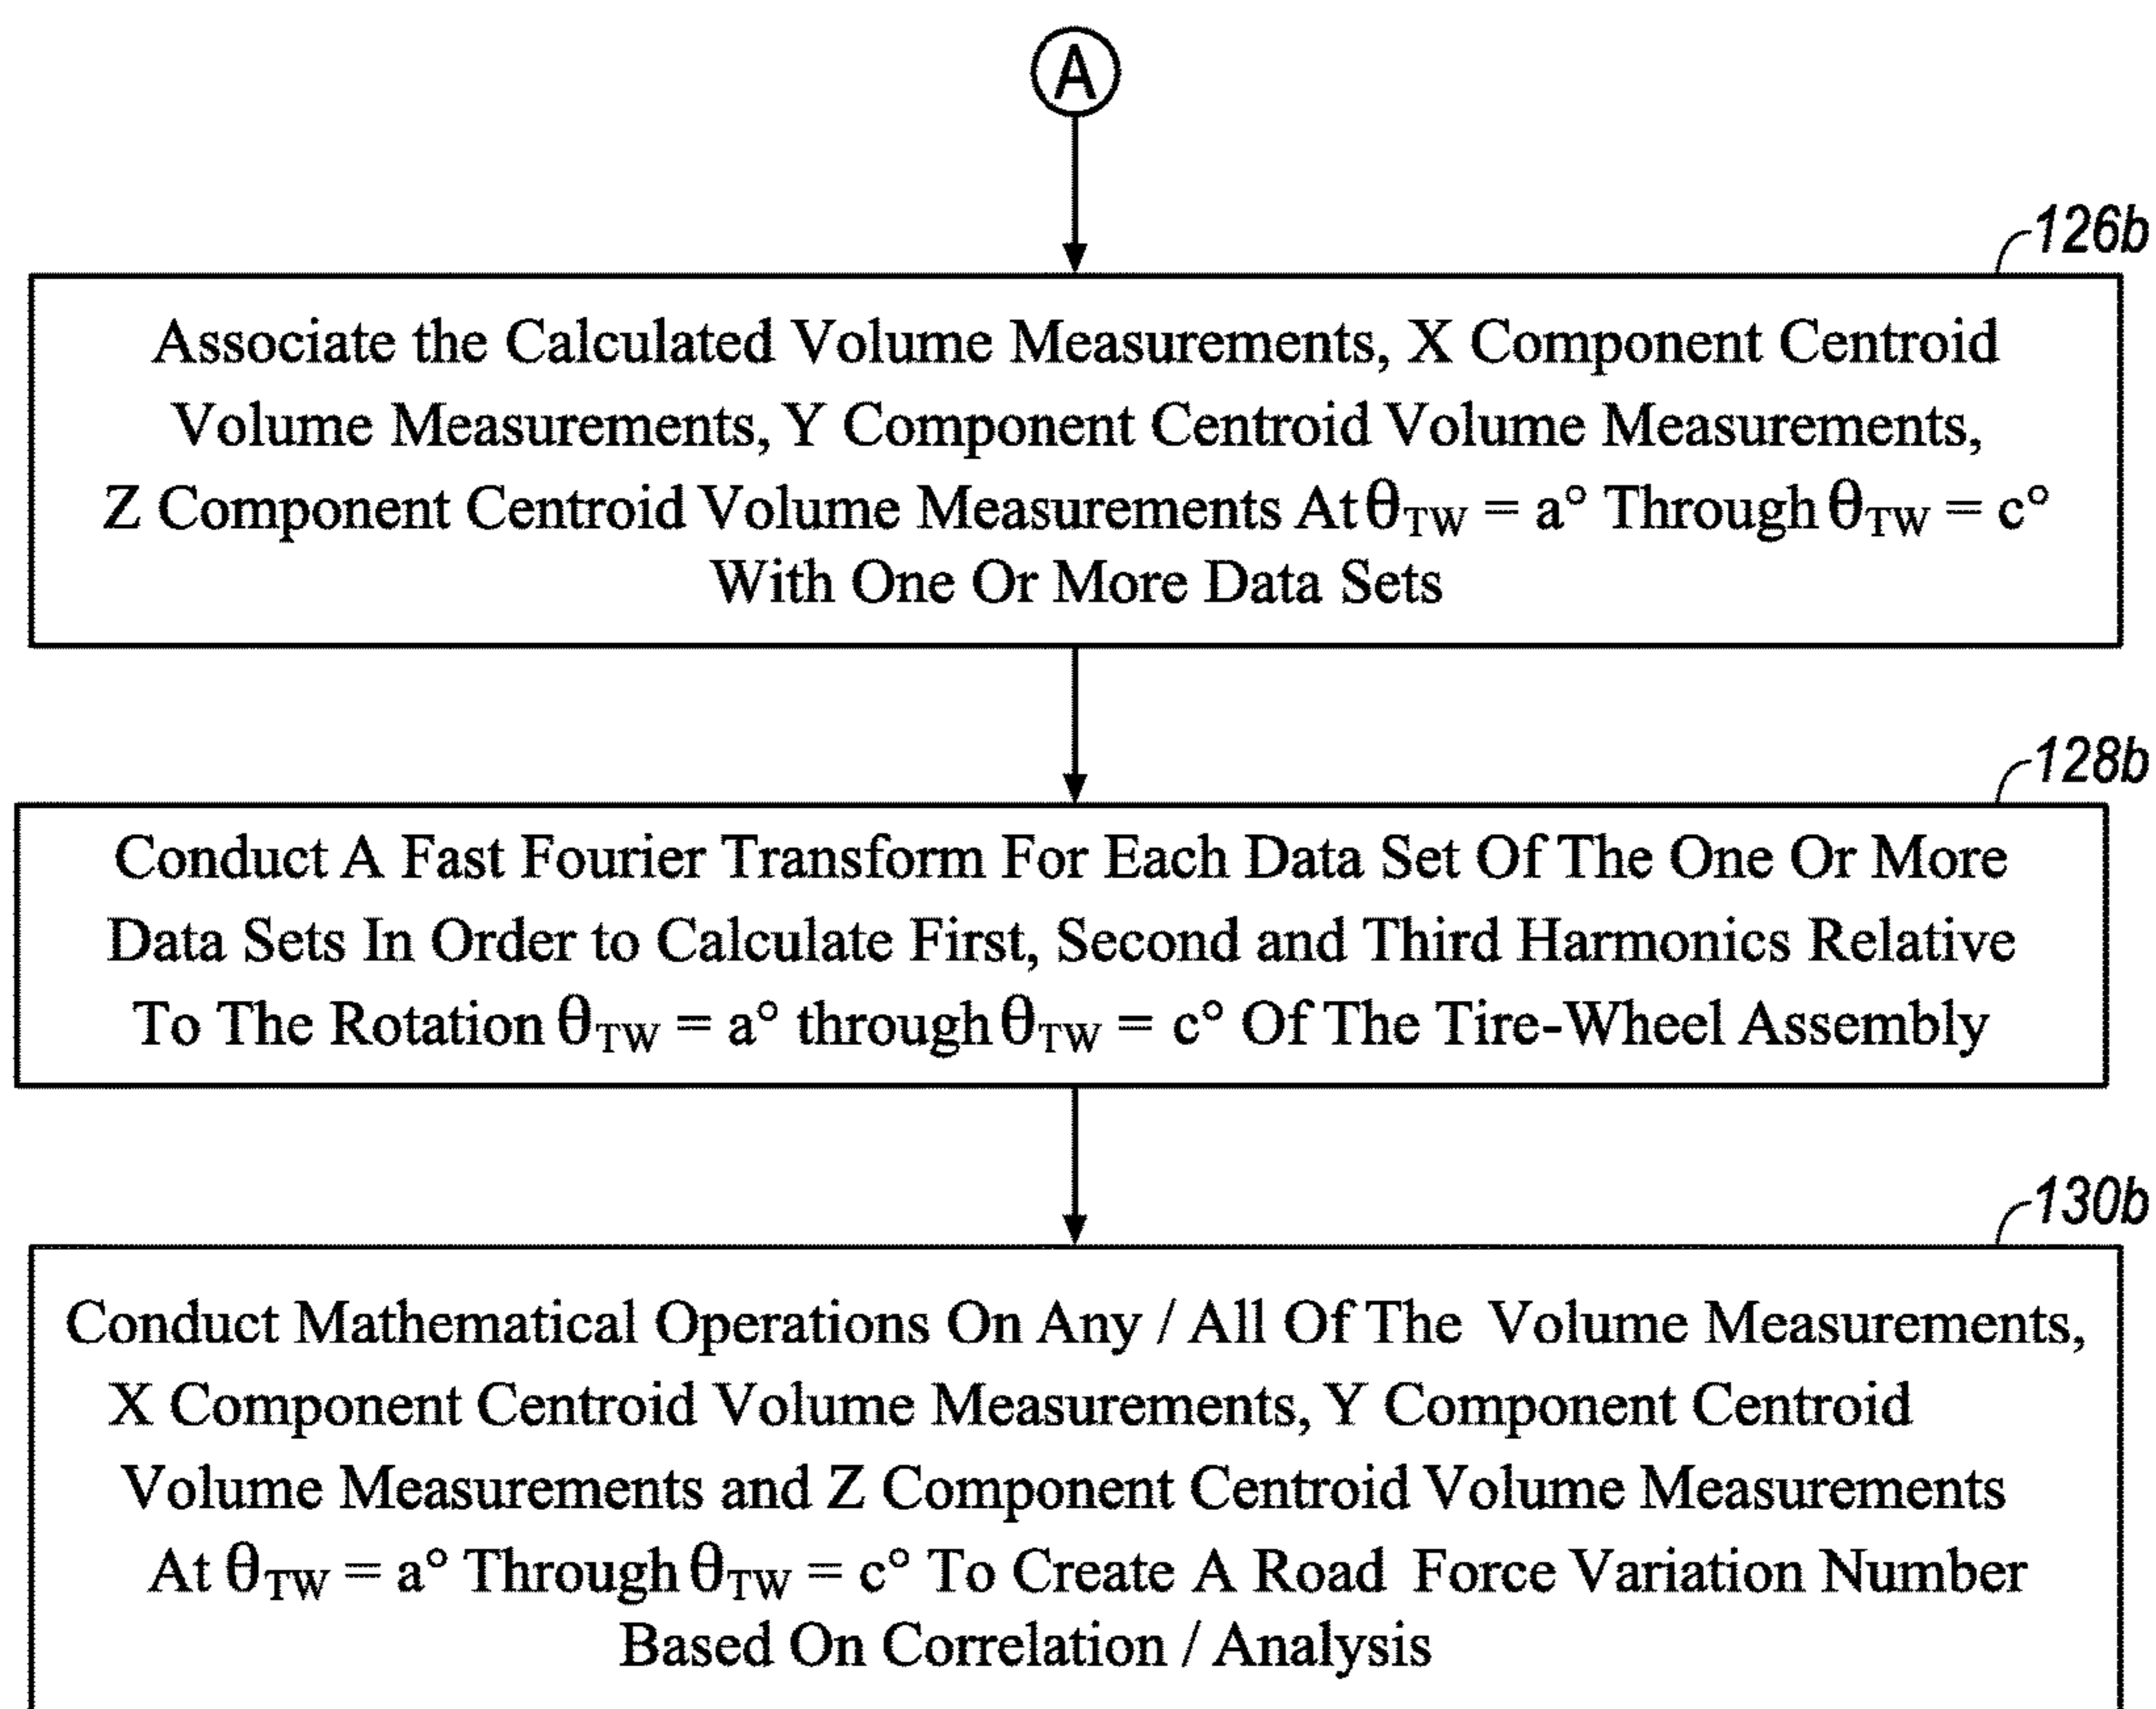 A
126b
Associate the Calculated Volume Measurements, X Component Centroid
Volume Measurements, Y Component Centroid Volume Measurements,
Z Component Centroid Volume Measurements At θTW = a° Through θTW = c°
With One Or More Data Sets
128b
Conduct A Fast Fourier Transform For Each Data Set Of The One Or More
Data Sets In Order to Calculate First, Second and Third Harmonics Relative
To The Rotation θTW = a° through θTW = c° Of The Tire-Wheel Assembly
130b
Conduct Mathematical Operations On Any / All Of The Volume Measurements,
X Component Centroid Volume Measurements, Y Component Centroid
Volume Measurements and Z Component Centroid Volume Measurements
At θTW = a° Through θTW = c° To Create A Road Force Variation Number
Based On Correlation / Analysis